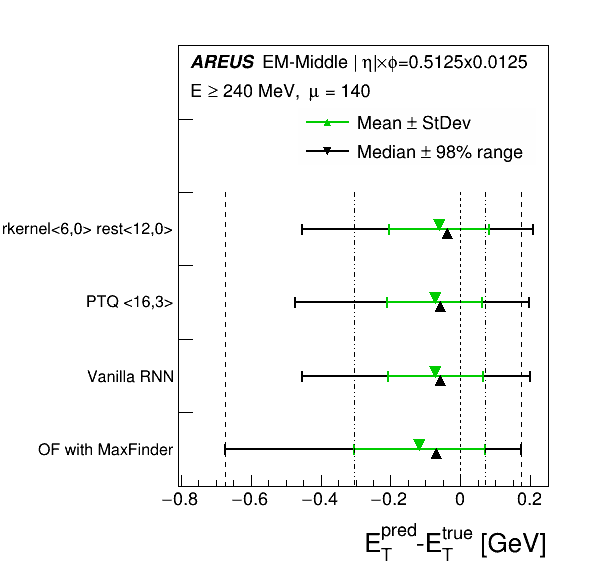 AREUS EM-Middle |η|×φ=0.5125x0.0125
E ≥ 240 MeV, μ = 140
Mean ± StDev
Median ± 98% range
rkernel<6,0> rest<12,0>
PTQ <16,3>
Vanilla RNN
OF with MaxFinder
−0.8 −0.6 −0.4 −0.2 0 0.2
E_T^pred-E_T^true [GeV]